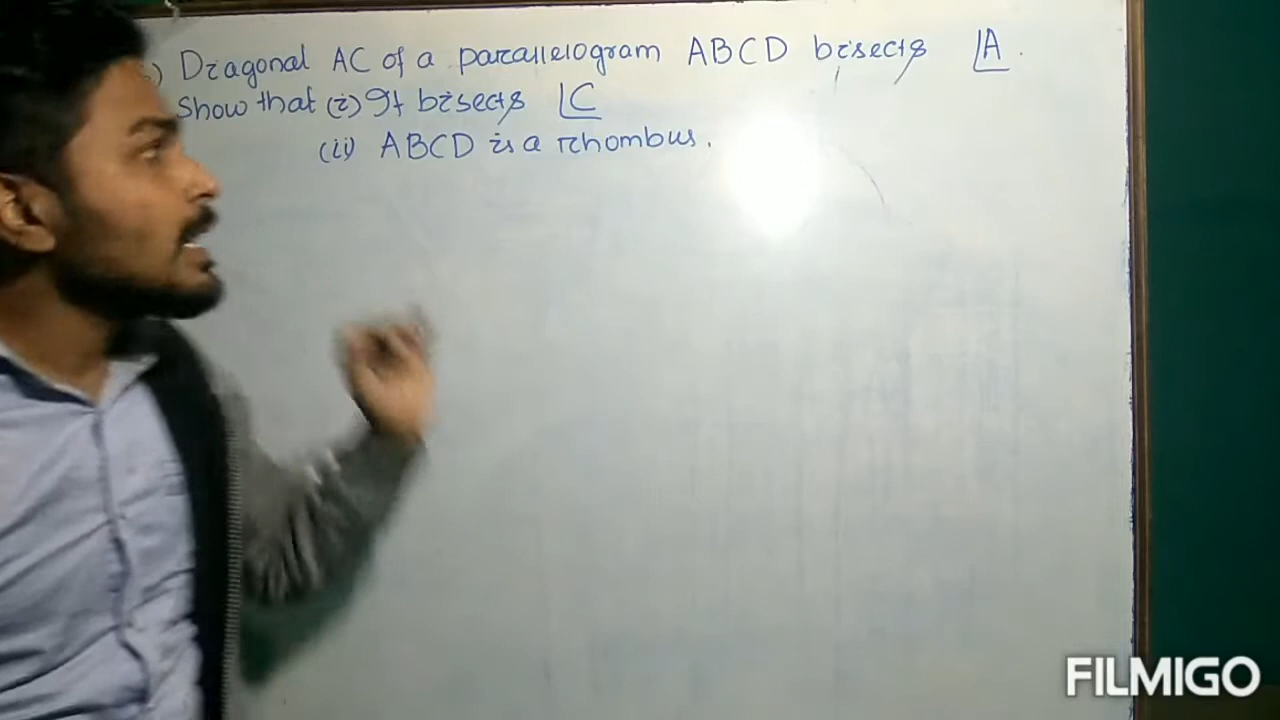 ) Diagonal AC of a parallelogram ABCD bisects ∠A.
Show that (i) It bisects ∠C
(ii) ABCD is a rhombus.
FILMIGO